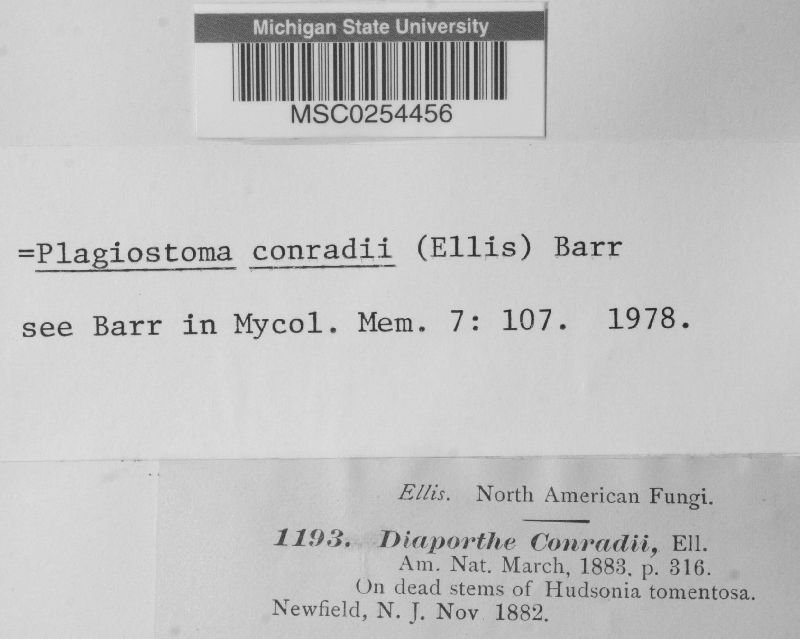 Michigan State University
MSC0254456
=Plagiostoma conradii (Ellis) Barr
see Barr in Mycol. Mem. 7: 107. 1978.
Ellis. North American Fungi.
1193. Diaporthe Conradii, Ell.
Am. Nat. March, 1883, p. 316.
On dead stems of Hudsonia tomentosa.
Newfield, N. J. Nov 1882.